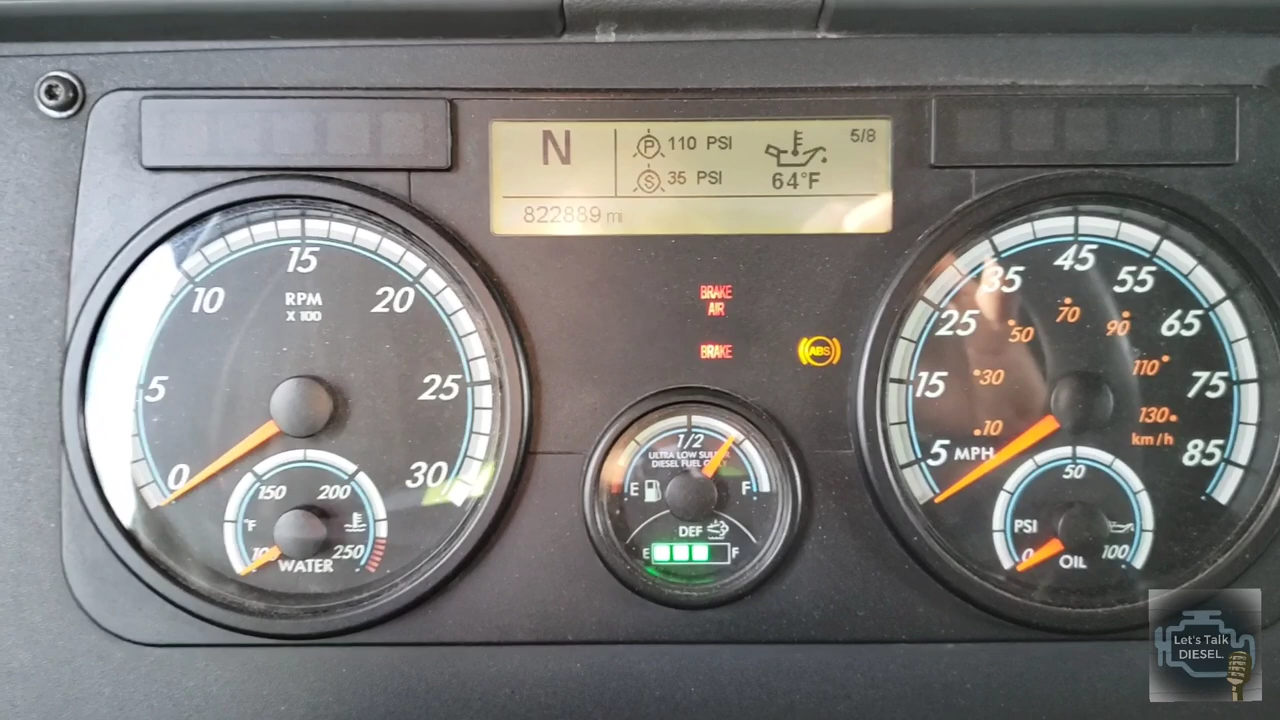 N
P 110 PSI
S 35 PSI
64°F
5/8
822889 mi
0
5
10
15
20
25
30
RPM
X 100
100
150
200
250
°F
WATER
BRAKE
AIR
BRAKE
ABS
1/2
ULTRA LOW SULFUR
DIESEL FUEL ONLY
E
F
DEF
E
F
5 MPH
15
25
35
45
55
65
75
85
10
30
50
70
90
110
130
km/h
PSI
0
50
100
OIL
Let's Talk
DIESEL.